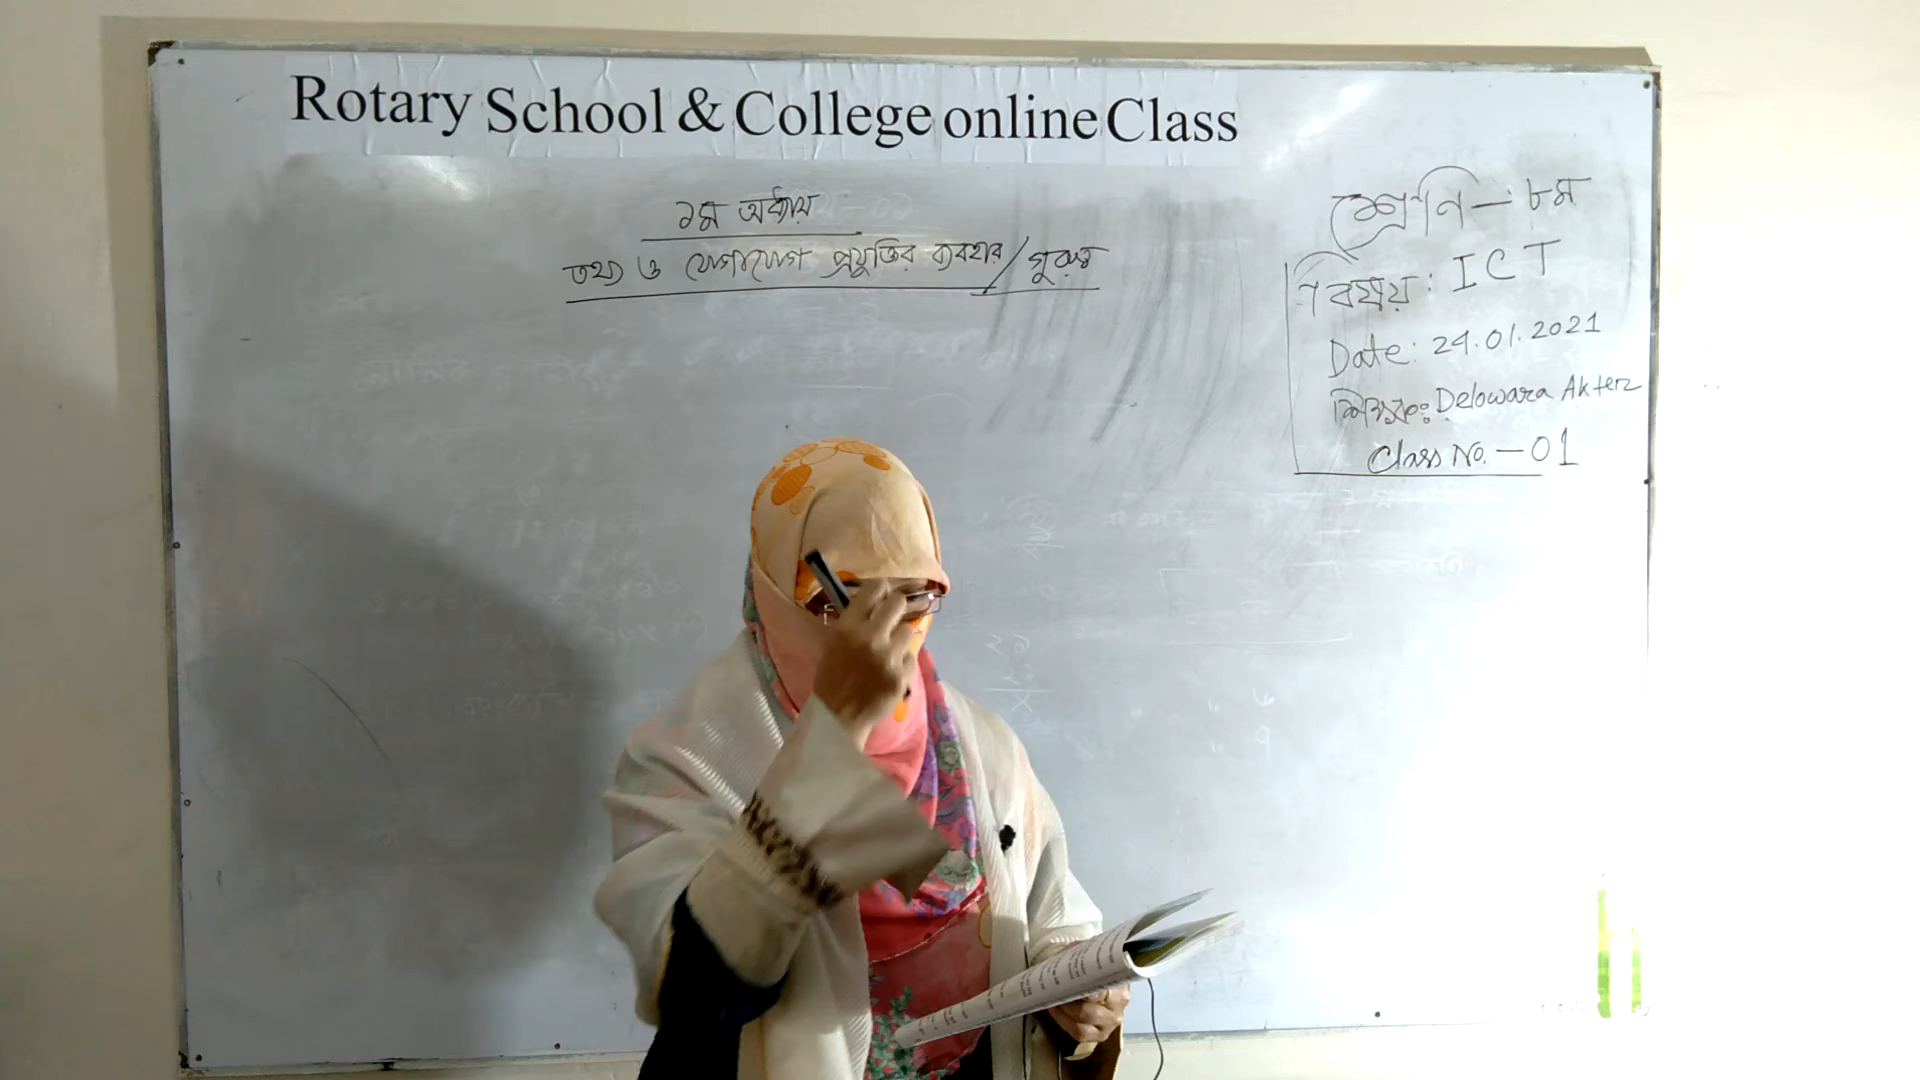 Rotary School & College online Class
১ম অধ্যায়
তথ্য ও যোগাযোগ প্রযুক্তির ব্যবহার/গুরুত্ব
শ্রেণি - ৮ম
বিষয়: ICT
Date: 24.01.2021
শিক্ষক: Delowara Akter
Class No. - 01